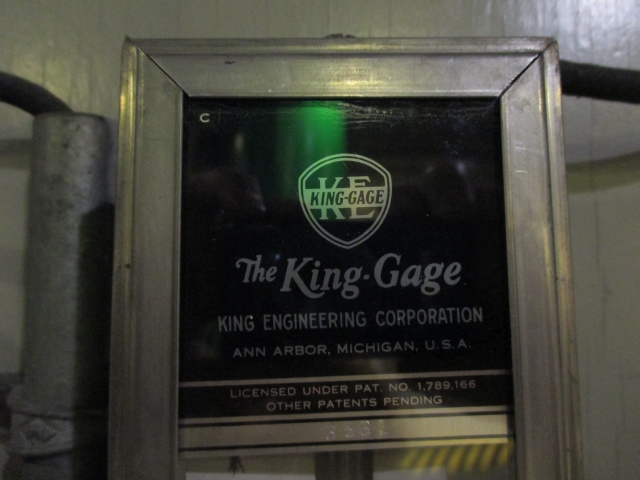 C
KE
KING-GAGE
The King-Gage
KING ENGINEERING CORPORATION
ANN ARBOR, MICHIGAN, U.S.A.
LICENSED UNDER PAT. NO. 1,789,166
OTHER PATENTS PENDING